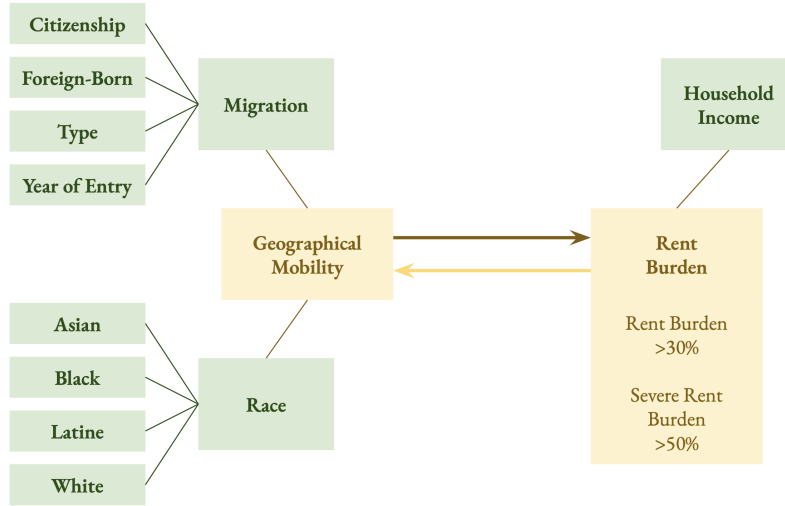 Citizenship
Foreign-Born
Type
Year of Entry
Migration
Household
Income
Geographical
Mobility
Rent
Burden
Rent Burden
>30%
Severe Rent
Burden
>50%
Asian
Black
Latine
White
Race